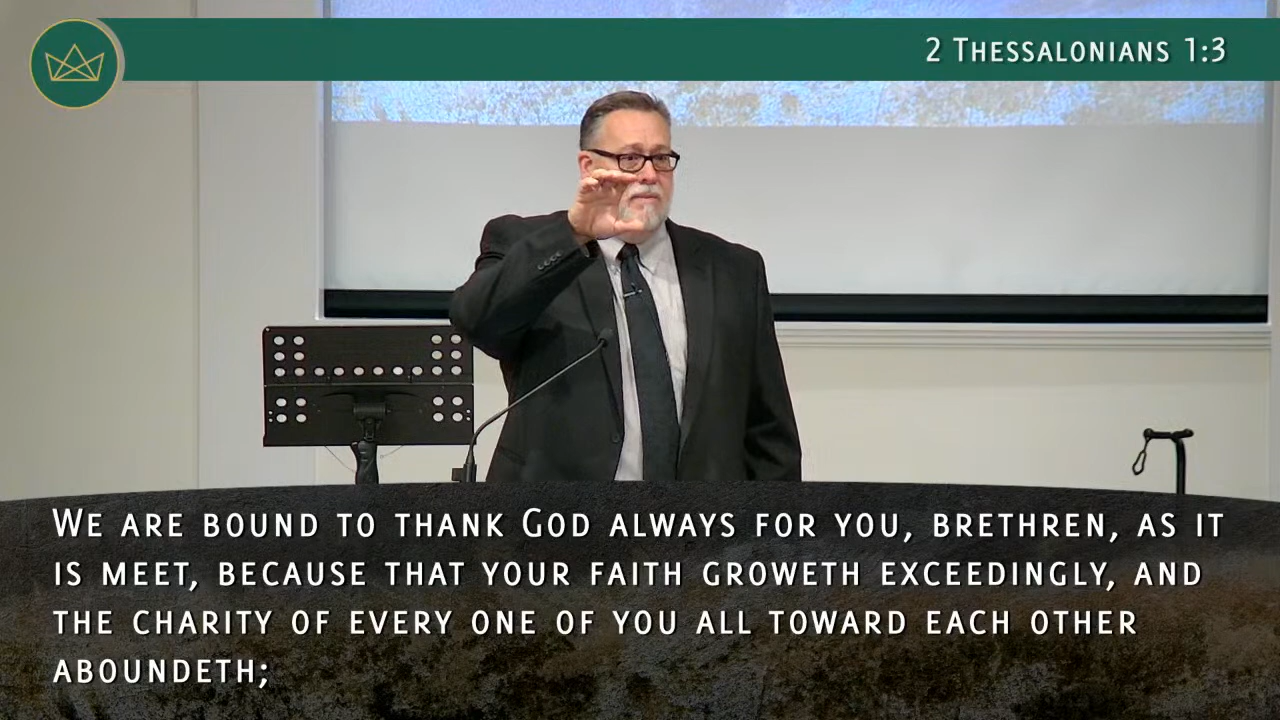 2 Thessalonians 1:3
We are bound to thank God always for you, brethren, as it
is meet, because that your faith groweth exceedingly, and
the charity of every one of you all toward each other
aboundeth;